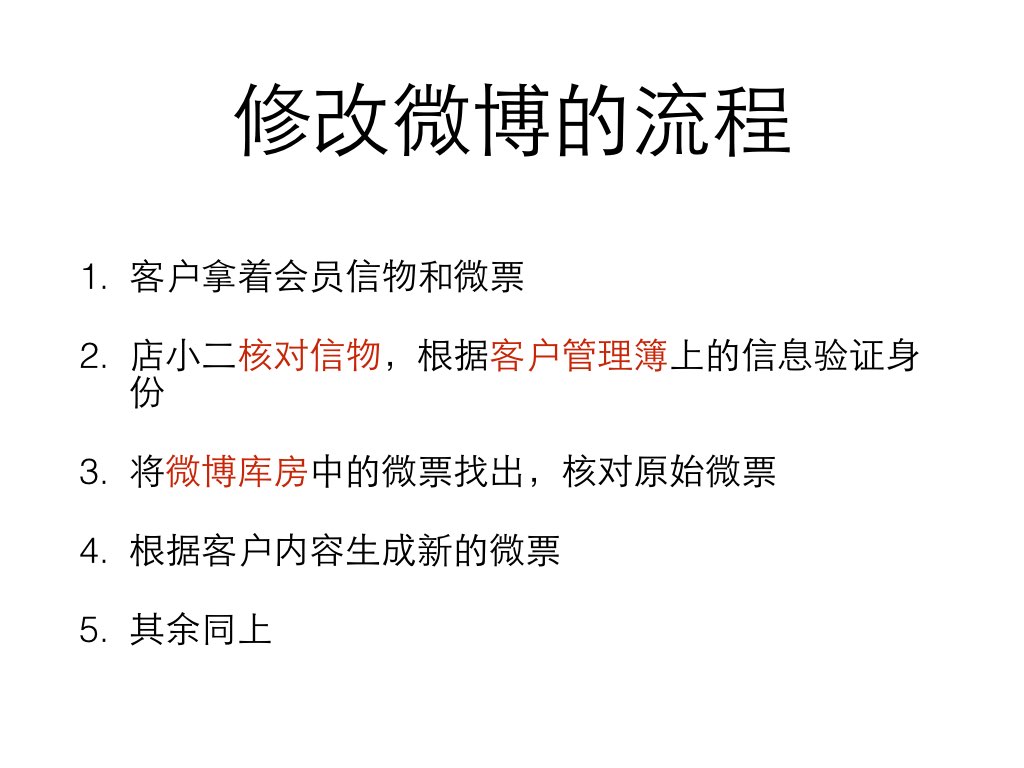 修改微博的流程
1. 客户拿着会员信物和微票
2. 店小二核对信物，根据客户管理簿上的信息验证身
份
3. 将微博库房中的微票找出，核对原始微票
4. 根据客户内容生成新的微票
5. 其余同上